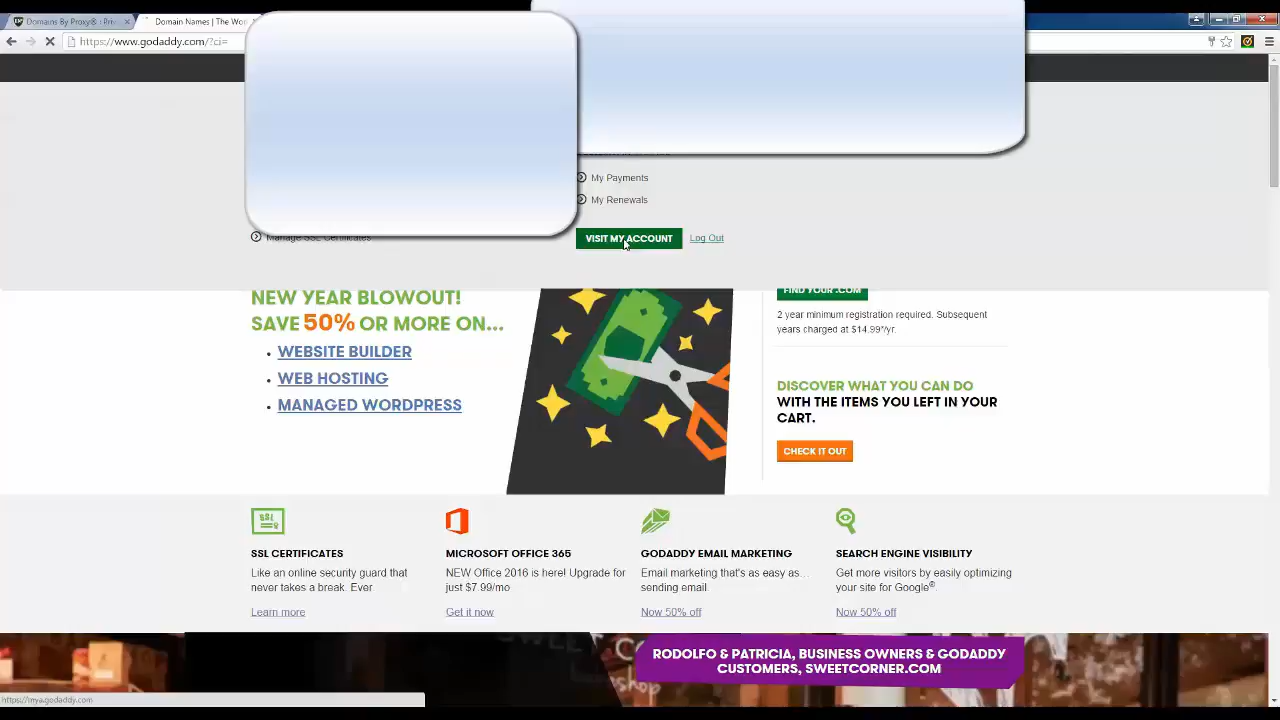 Domains By Proxy® | Priv
Domain Names | The Wor
https://www.godaddy.com/?ci=
My Payments
My Renewals
Manage SSL Certificates
VISIT MY ACCOUNT
Log Out
NEW YEAR BLOWOUT!
SAVE 50% OR MORE ON...
WEBSITE BUILDER
WEB HOSTING
MANAGED WORDPRESS
FIND YOUR .COM
2 year minimum registration required. Subsequent
years charged at $14.99*/yr.
DISCOVER WHAT YOU CAN DO
WITH THE ITEMS YOU LEFT IN YOUR
CART.
CHECK IT OUT
SSL
SSL CERTIFICATES
Like an online security guard that
never takes a break. Ever
Learn more
MICROSOFT OFFICE 365
NEW Office 2016 is here! Upgrade for
just $7.99/mo
Get it now
GODADDY EMAIL MARKETING
Email marketing that's as easy as…
sending email.
Now 50% off
SEARCH ENGINE VISIBILITY
Get more visitors by easily optimizing
your site for Google®.
Now 50% off
RODOLFO & PATRICIA, BUSINESS OWNERS & GODADDY
CUSTOMERS, SWEETCORNER.COM
https://mya.godaddy.com